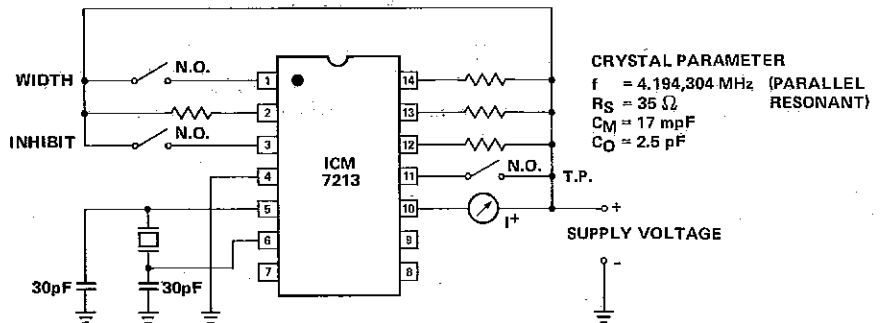 WIDTH
N.O.
INHIBIT
N.O.
1
2
3
4
5
6
7
ICM
7213
14
13
12
11
10
9
8
N.O.
T.P.
I+
+
SUPPLY VOLTAGE
-
30pF
30pF
CRYSTAL PARAMETER
f = 4.194,304 MHz (PARALLEL
RESONANT)
RS = 35 Ω
CM = 17 mpF
CO = 2.5 pF